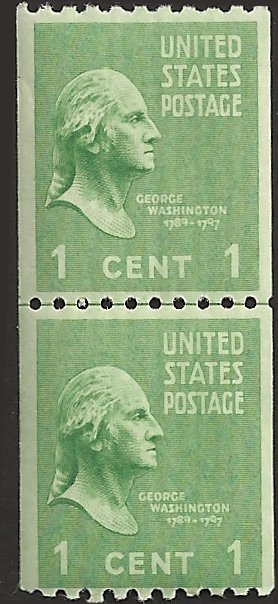 UNITED
STATES
POSTAGE
GEORGE
WASHINGTON
1789-1797
1 CENT 1
UNITED
STATES
POSTAGE
GEORGE
WASHINGTON
1789-1797
1 CENT 1